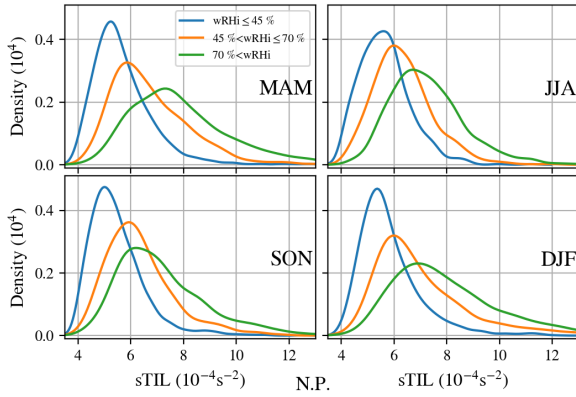 Density (10⁴)
0.4
0.2
0.0
wRHi ≤ 45 %
45 %<wRHi≤70 %
70 %<wRHi
MAM
JJA
Density (10⁴)
0.4
0.2
0.0
SON
DJF
4 6 8 10 12
4 6 8 10 12
sTIL (10⁻⁴s⁻²)
N.P.
sTIL (10⁻⁴s⁻²)